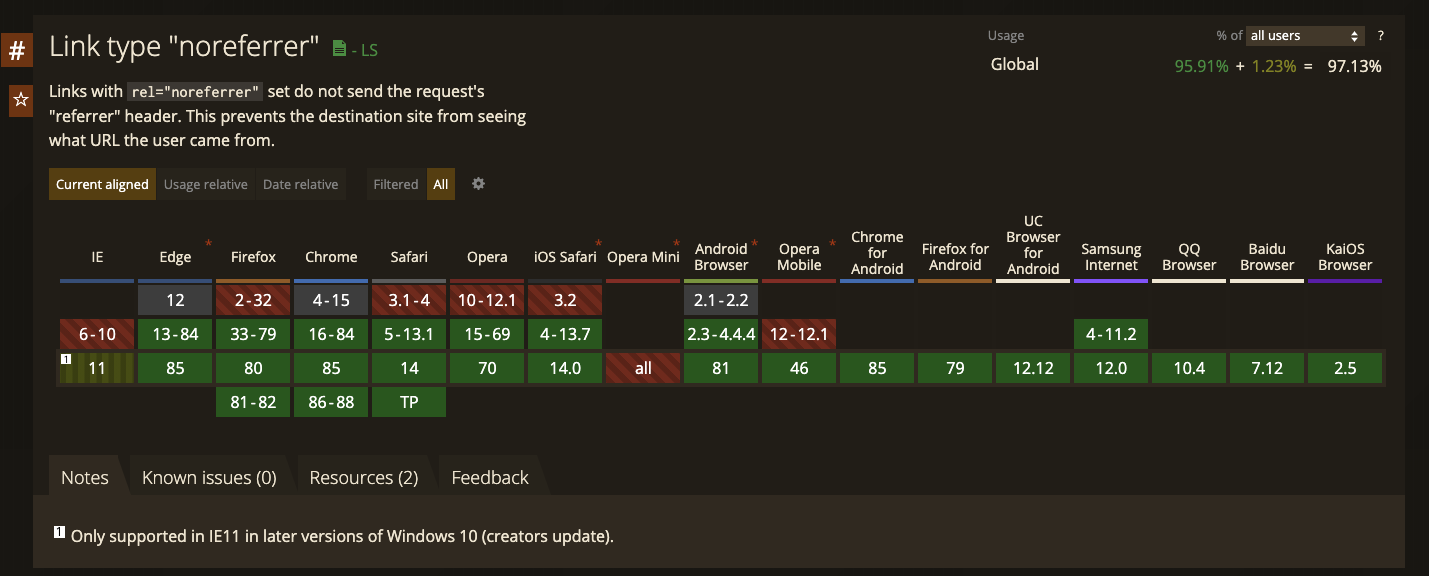 #
Link type "noreferrer" - LS
☆
Links with rel="noreferrer" set do not send the request's
"referrer" header. This prevents the destination site from seeing
what URL the user came from.
Usage % of all users ?
Global 95.91% + 1.23% = 97.13%
Current aligned Usage relative Date relative Filtered All
IE Edge * Firefox Chrome Safari Opera iOS Safari * Opera Mini * Android Browser * Opera Mobile * Chrome for Android Firefox for Android UC Browser for Android Samsung Internet QQ Browser Baidu Browser KaiOS Browser
12 2-32 4-15 3.1-4 10-12.1 3.2 2.1-2.2
6-10 13-84 33-79 16-84 5-13.1 15-69 4-13.7 2.3-4.4.4 12-12.1 4-11.2
1 11 85 80 85 14 70 14.0 all 81 46 85 79 12.12 12.0 10.4 7.12 2.5
81-82 86-88 TP
Notes Known issues (0) Resources (2) Feedback
1 Only supported in IE11 in later versions of Windows 10 (creators update).